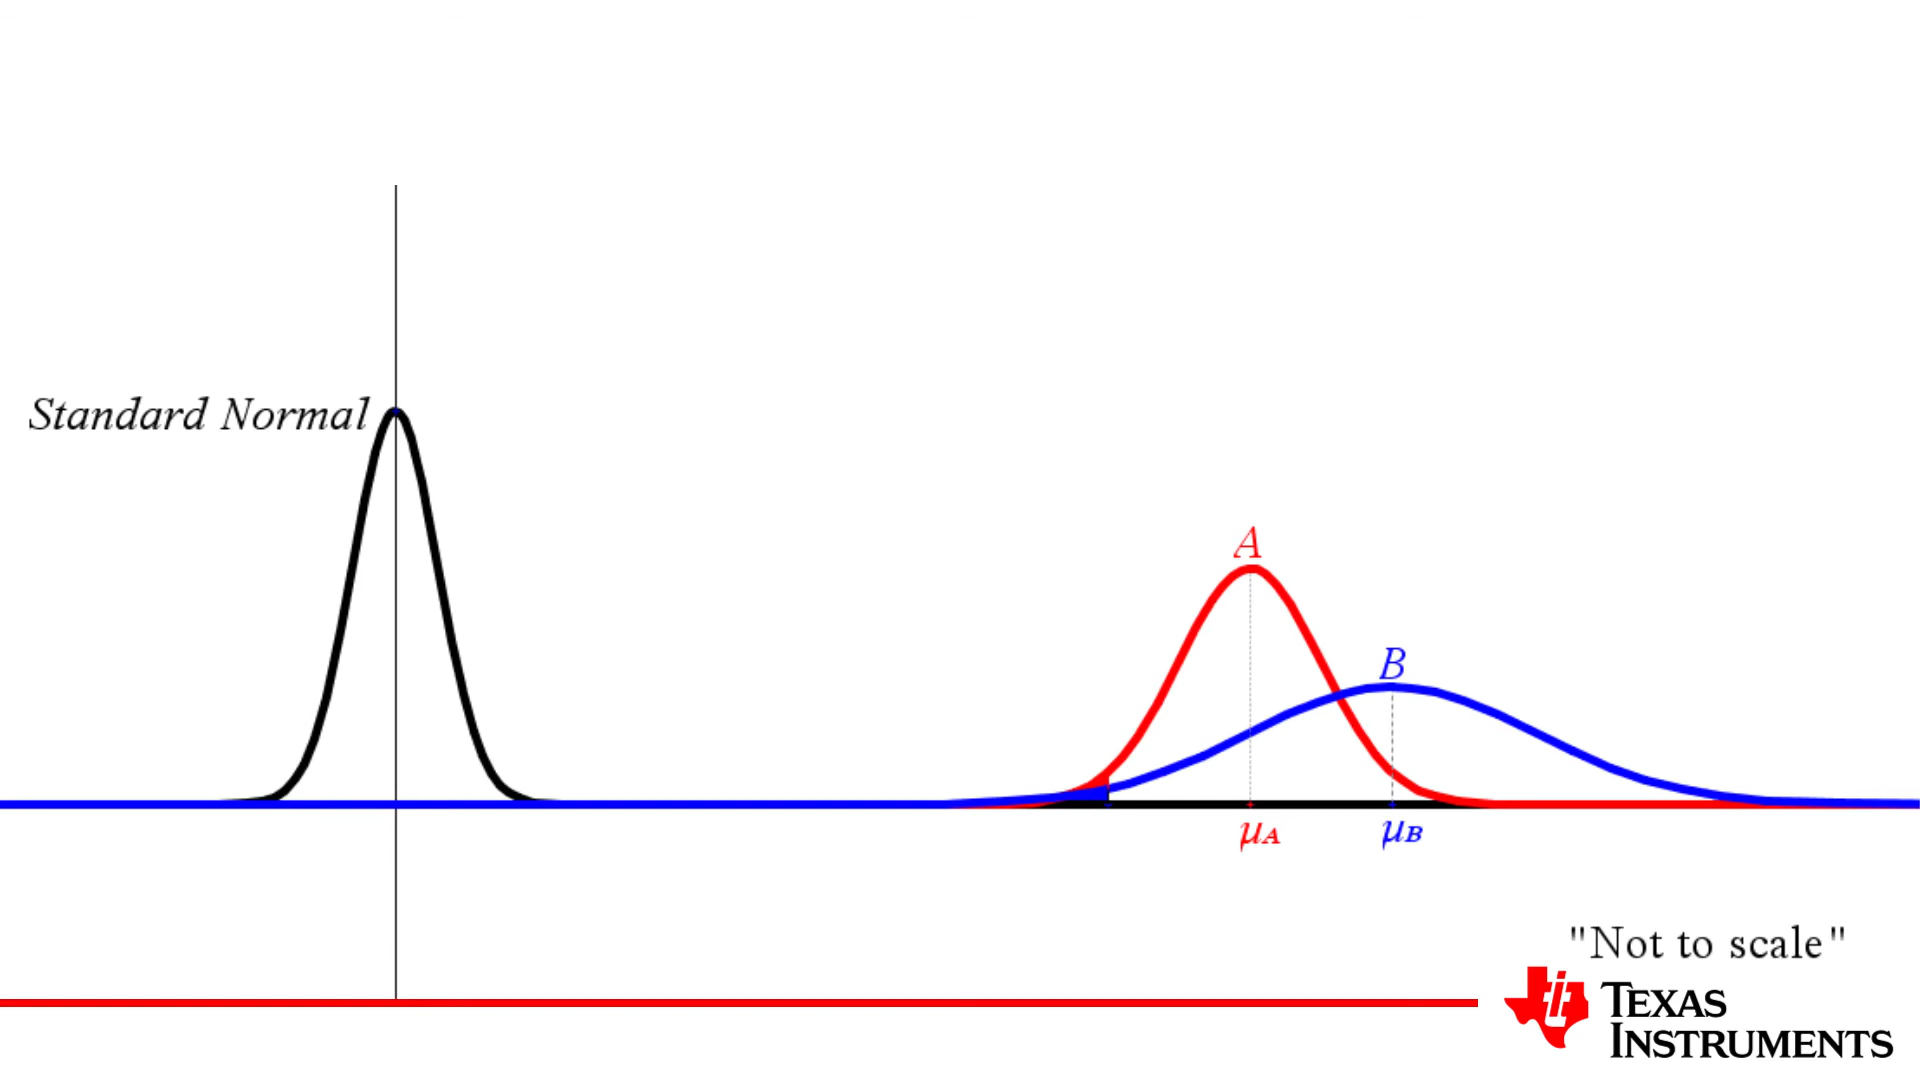 Standard Normal
A
B
μA
μB
"Not to scale"
TEXAS
INSTRUMENTS